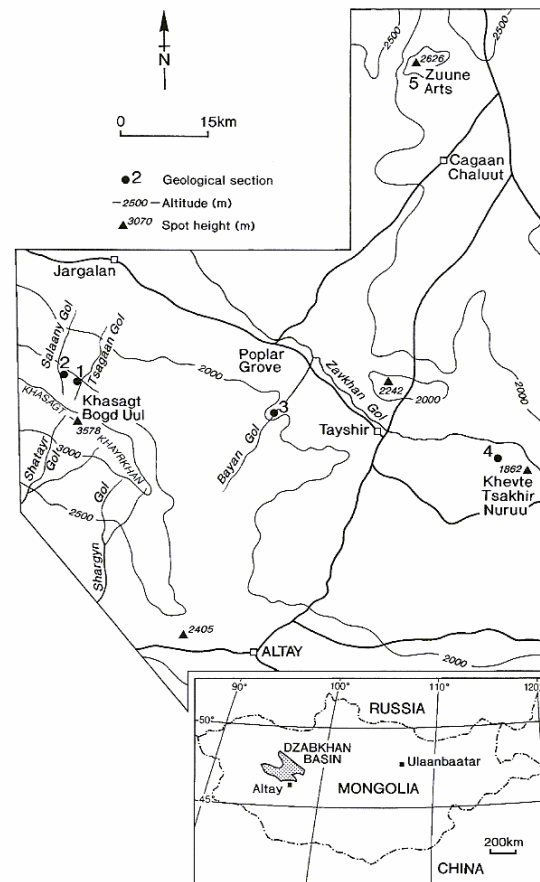 N
0
15km
2 Geological section
2500 Altitude (m)
3070 Spot height (m)
2500
2626
5 Zuune
Arts
Cagaan
Chaluut
Jargalan
Salaany Gol
Tsagaan Gol
2000
Poplar
Grove
Zavkhan Gol
2
1
Khasagt
Bogd Uul
KHASAGT
KHAYRKHAN
3578
3
2242
2000
Shatayr
Gol
3000
Bayan Gol
Tayshir
4
1862
Khevte
Tsakhir
Nuruu
Gol
2500
Shargyn
2405
ALTAY
2000
90°
100°
110°
120°
50°
RUSSIA
DZABKHAN
BASIN
Ulaanbaatar
Altay
MONGOLIA
45°
200km
CHINA